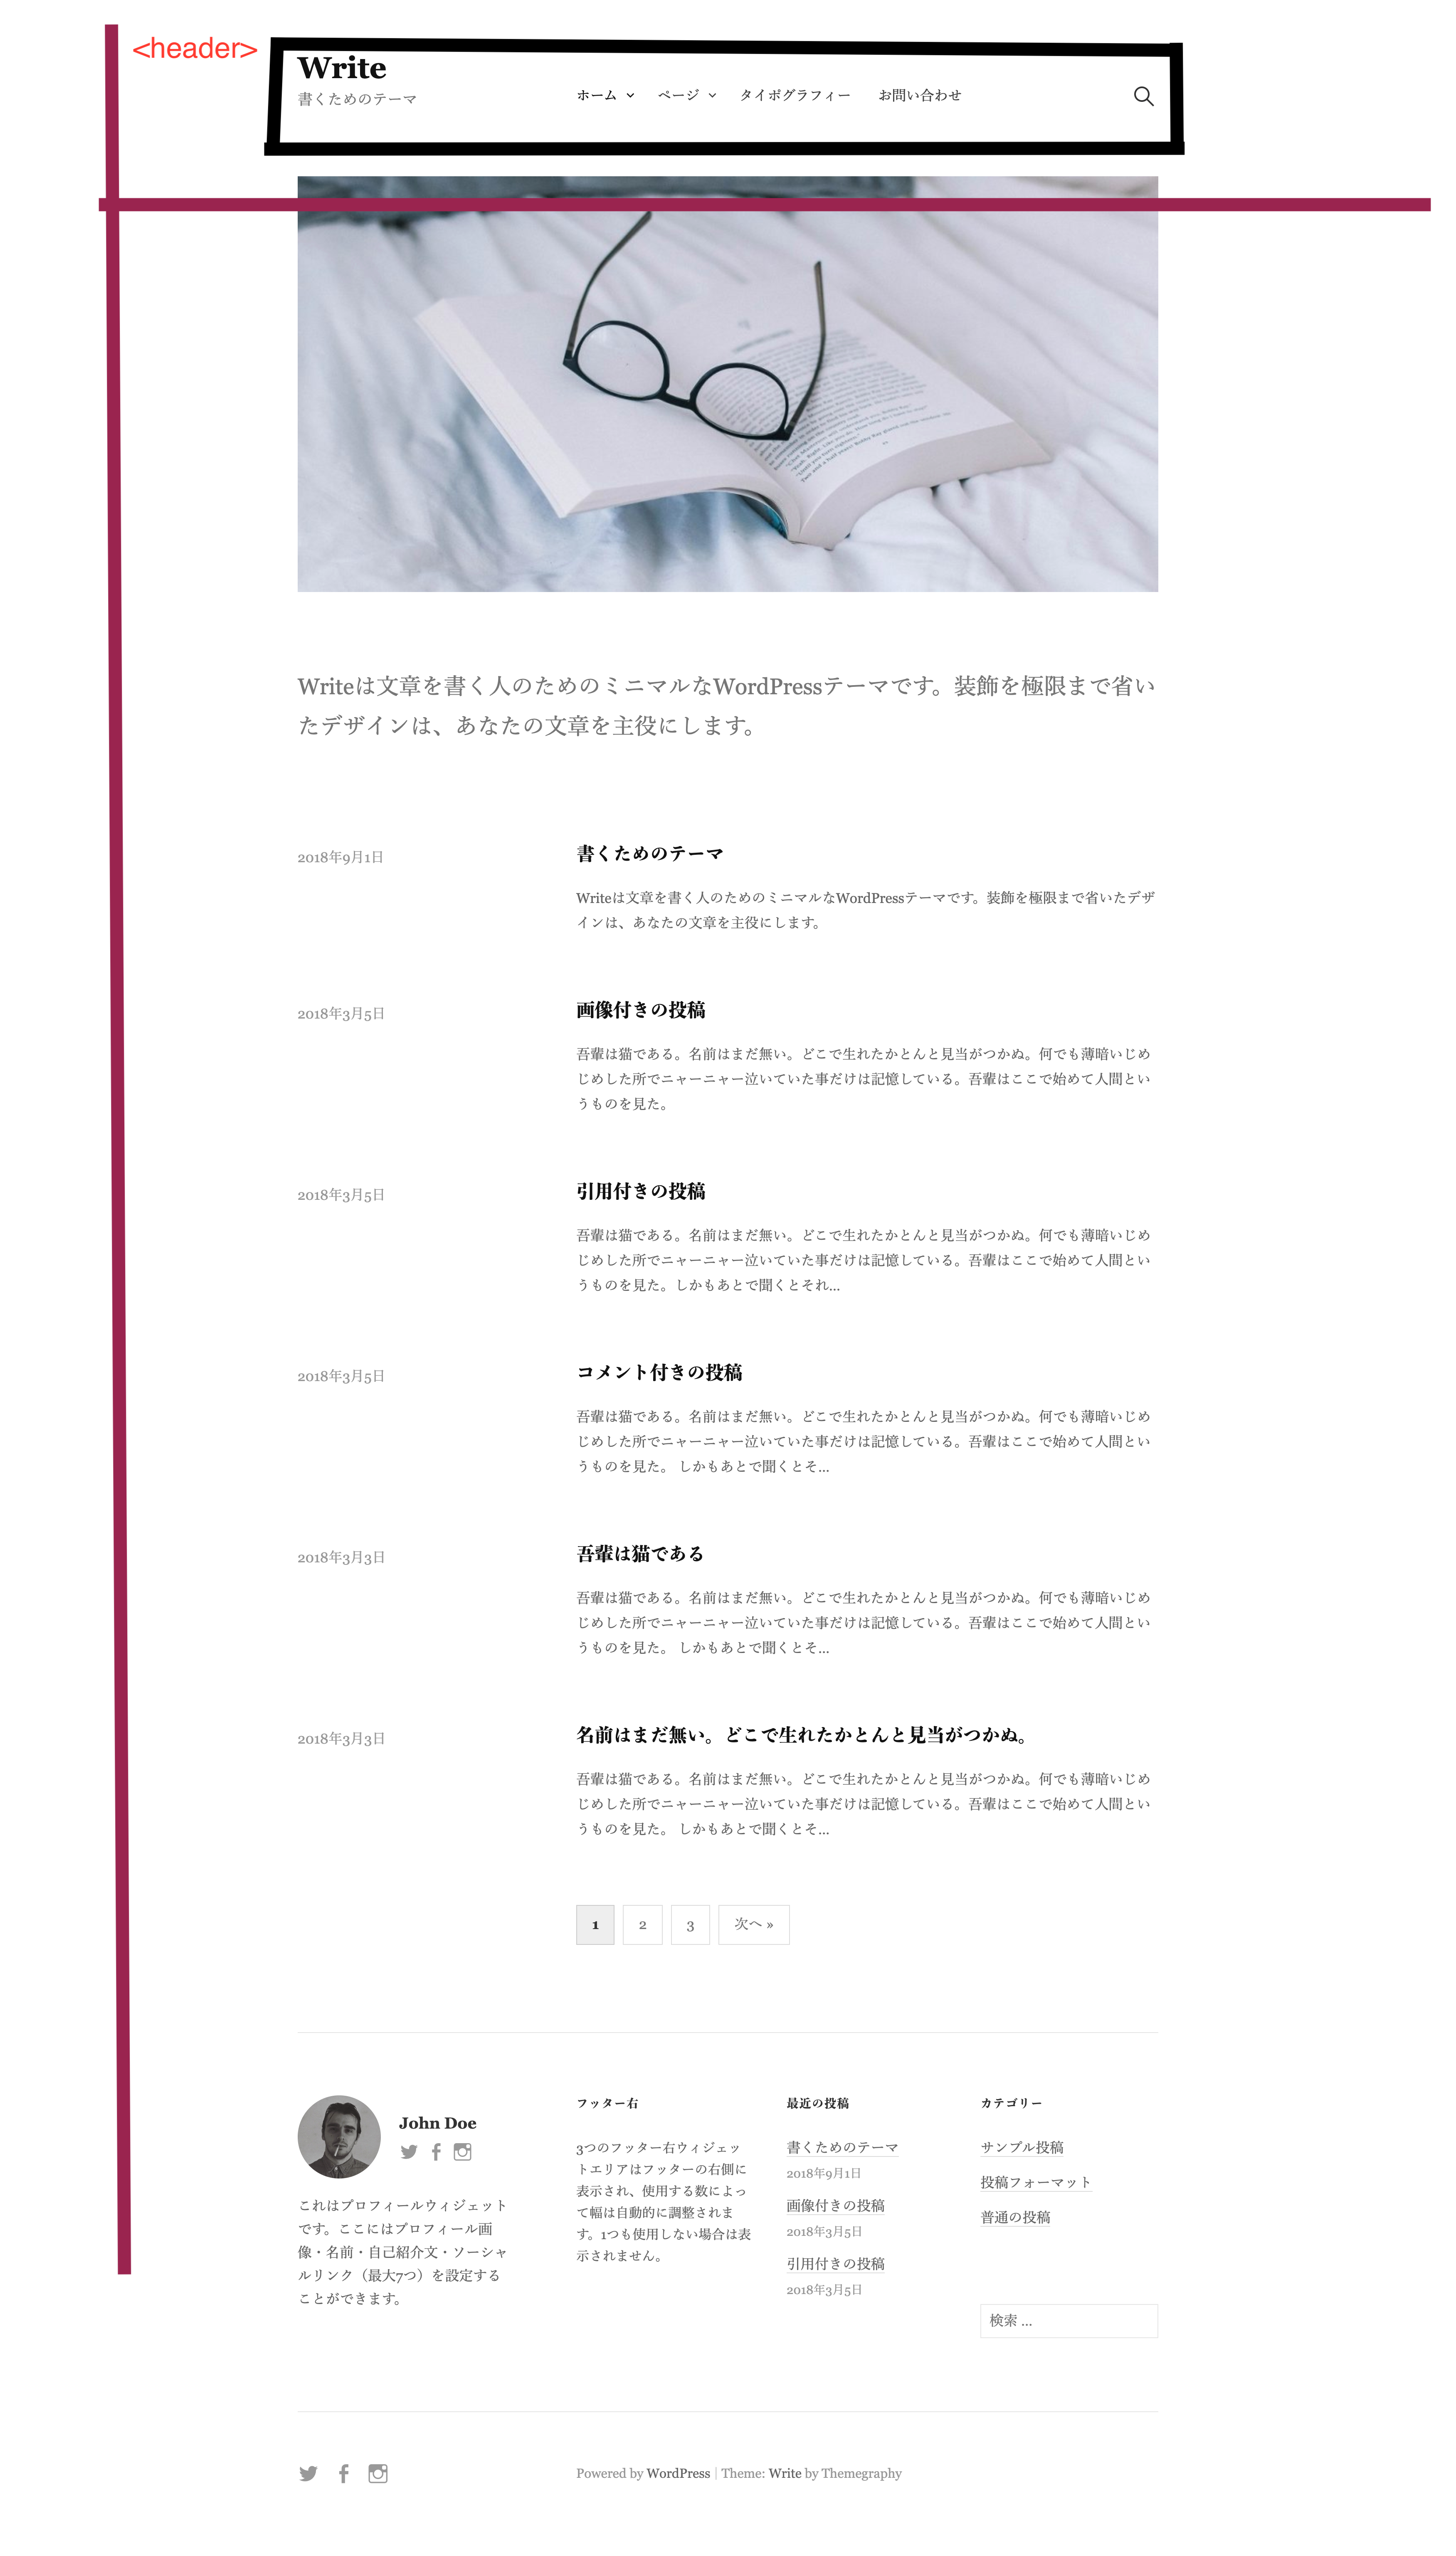 <header>
Write
書くためのテーマ
ホーム ページ タイポグラフィー お問い合わせ
Writeは文章を書く人のためのミニマルなWordPressテーマです。装飾を極限まで省い
たデザインは、あなたの文章を主役にします。
2018年9月1日
書くためのテーマ
Writeは文章を書く人のためのミニマルなWordPressテーマです。装飾を極限まで省いたデザ
インは、あなたの文章を主役にします。
2018年3月5日
画像付きの投稿
吾輩は猫である。名前はまだ無い。どこで生れたかとんと見当がつかぬ。何でも薄暗いじめ
じめした所でニャーニャー泣いていた事だけは記憶している。吾輩はここで始めて人間とい
うものを見た。
2018年3月5日
引用付きの投稿
吾輩は猫である。名前はまだ無い。どこで生れたかとんと見当がつかぬ。何でも薄暗いじめ
じめした所でニャーニャー泣いていた事だけは記憶している。吾輩はここで始めて人間とい
うものを見た。しかもあとで聞くとそれ...
2018年3月5日
コメント付きの投稿
吾輩は猫である。名前はまだ無い。どこで生れたかとんと見当がつかぬ。何でも薄暗いじめ
じめした所でニャーニャー泣いていた事だけは記憶している。吾輩はここで始めて人間とい
うものを見た。 しかもあとで聞くとそ...
2018年3月3日
吾輩は猫である
吾輩は猫である。名前はまだ無い。どこで生れたかとんと見当がつかぬ。何でも薄暗いじめ
じめした所でニャーニャー泣いていた事だけは記憶している。吾輩はここで始めて人間とい
うものを見た。 しかもあとで聞くとそ...
2018年3月3日
名前はまだ無い。どこで生れたかとんと見当がつかぬ。
吾輩は猫である。名前はまだ無い。どこで生れたかとんと見当がつかぬ。何でも薄暗いじめ
じめした所でニャーニャー泣いていた事だけは記憶している。吾輩はここで始めて人間とい
うものを見た。 しかもあとで聞くとそ...
1 2 3 次へ »
John Doe
これはプロフィールウィジェット
です。ここにはプロフィール画
像・名前・自己紹介文・ソーシャ
ルリンク（最大7つ）を設定する
ことができます。
フッター右
3つのフッター右ウィジェッ
トエリアはフッターの右側に
表示され、使用する数によっ
て幅は自動的に調整されま
す。1つも使用しない場合は表
示されません。
最近の投稿
書くためのテーマ
2018年9月1日
画像付きの投稿
2018年3月5日
引用付きの投稿
2018年3月5日
カテゴリー
サンプル投稿
投稿フォーマット
普通の投稿
検索 ...
Powered by WordPress | Theme: Write by Themegraphy